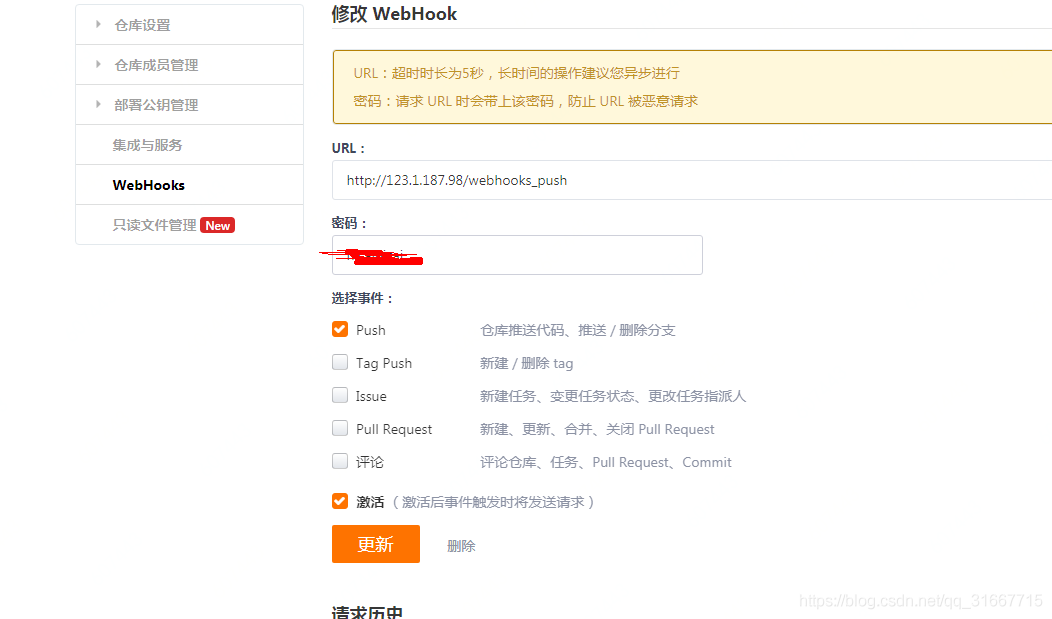 仓库设置
仓库成员管理
部署公钥管理
集成与服务
WebHooks
只读文件管理 New
修改 WebHook
URL：超时时长为5秒，长时间的操作建议您异步进行
密码：请求 URL 时会带上该密码，防止 URL 被恶意请求
URL：
http://123.1.187.98/webhooks_push
密码：
选择事件：
Push 仓库推送代码、推送 / 删除分支
Tag Push 新建 / 删除 tag
Issue 新建任务、变更任务状态、更改任务指派人
Pull Request 新建、更新、合并、关闭 Pull Request
评论 评论仓库、任务、Pull Request、Commit
激活（ 激活后事件触发时将发送请求 ）
更新 删除
请求历史
https://blog.csdn.net/qq_31667715